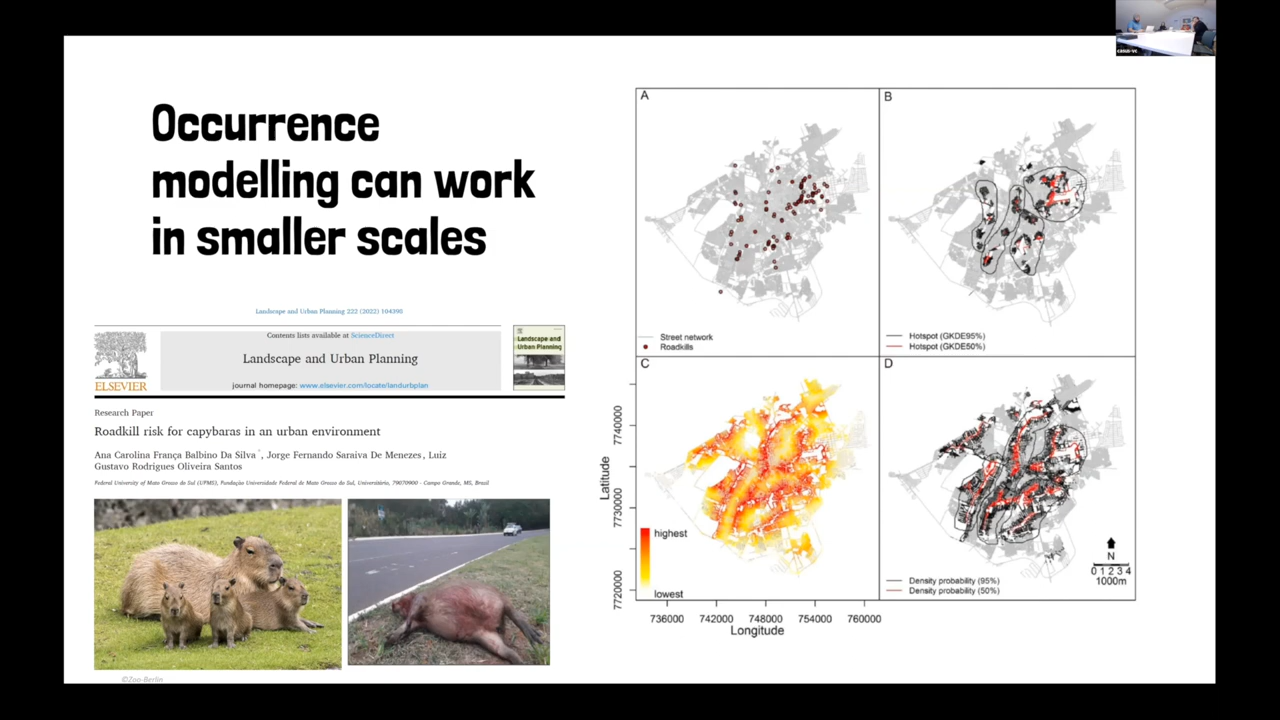 Occurrence
modelling can work
in smaller scales
Landscape and Urban Planning 222 (2022) 104398
Contents lists available at ScienceDirect
Landscape and Urban Planning
journal homepage: www.elsevier.com/locate/landurbplan
ELSEVIER
Landscape and
Urban Planning
Research Paper
Roadkill risk for capybaras in an urban environment
Ana Carolina França Balbino Da Silva *, Jorge Fernando Saraiva De Menezes, Luiz
Gustavo Rodrigues Oliveira Santos
Federal University of Mato Grosso do Sul (UFMS), Fundação Universidade Federal de Mato Grosso do Sul, Universitário, 79070900 - Campo Grande, MS, Brazil
©Zoo-Berlin
A
Street network
Roadkills
B
Hotspot (GKDE95%)
Hotspot (GKDE50%)
C
highest
lowest
D
Density probability (95%)
Density probability (50%)
N
0 1 2 3 4
1000m
Latitude
7740000
7730000
7720000
736000 742000 748000 754000 760000
Longitude